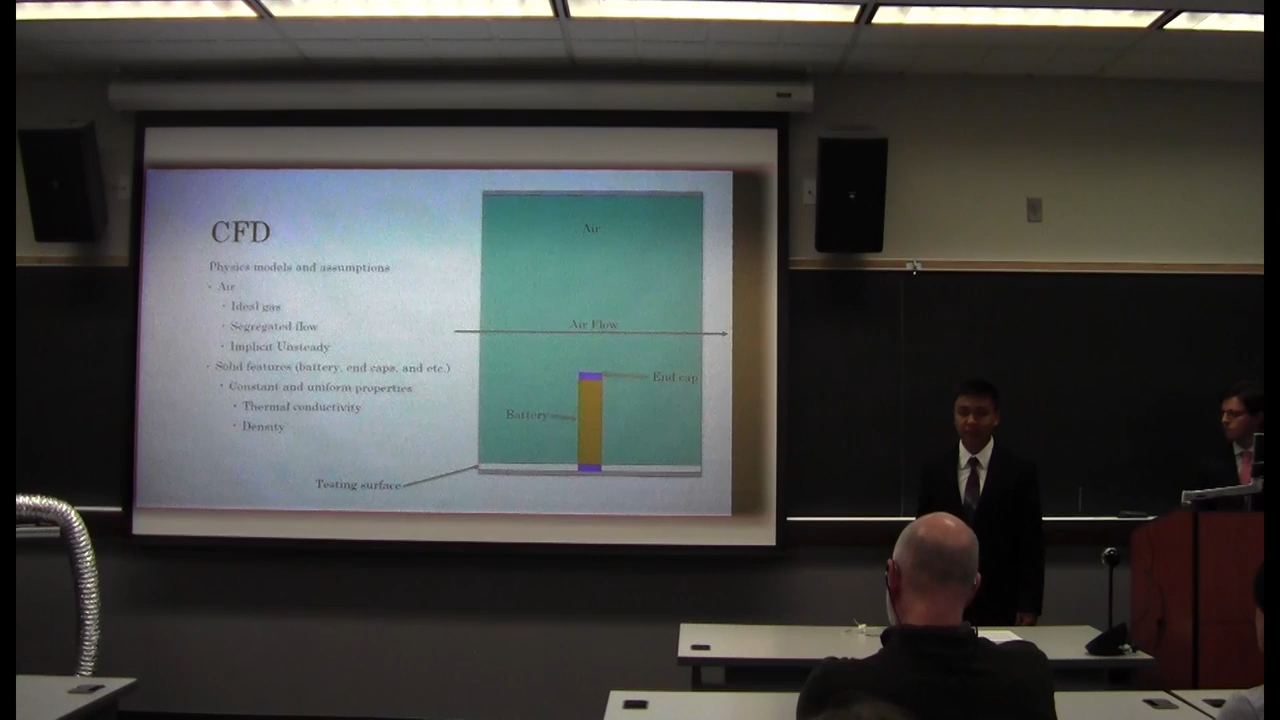 CFD
Physics models and assumptions
• Air
• Ideal gas
• Segregated flow
• Implicit Unsteady
• Solid features (battery, end caps, and etc.)
• Constant and uniform properties
• Thermal conductivity
• Density
Air
Air Flow
End cap
Battery
Testing surface